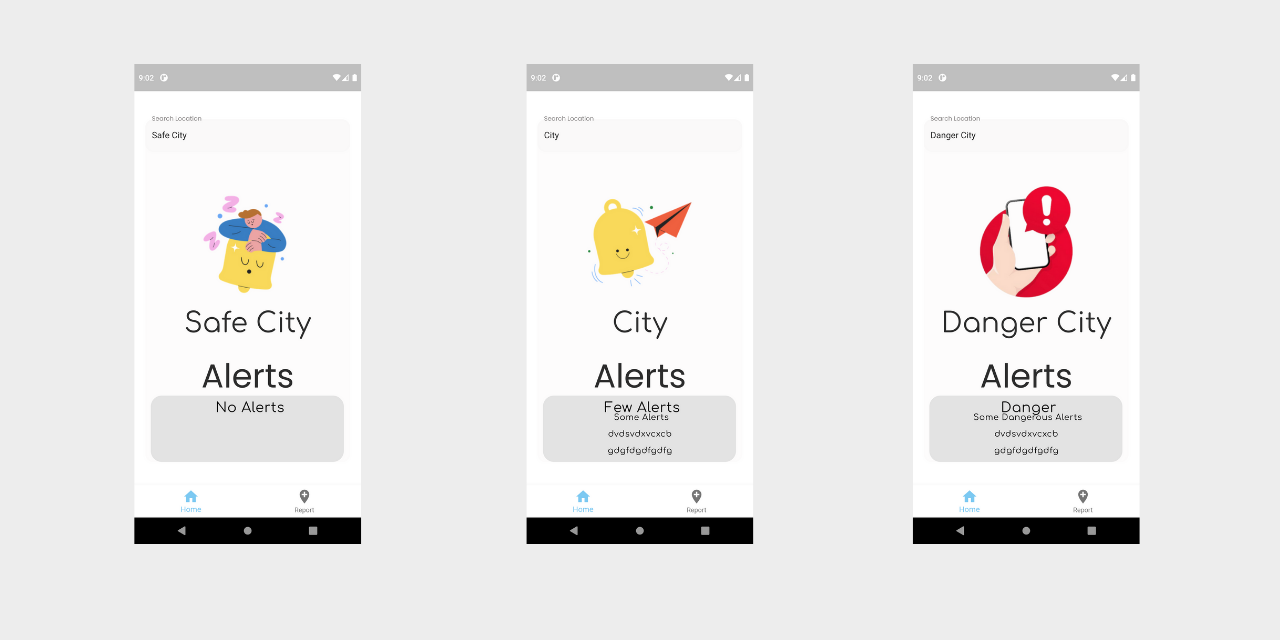 9:02
Search Location
Safe City
Safe City
Alerts
No Alerts
Home
Report
9:02
Search Location
City
City
Alerts
Few Alerts
Some Alerts
dvdsvdxvcxcb
gdgfdgdfgdfg
Home
Report
9:02
Search Location
Danger City
!
Danger City
Alerts
Danger
Some Dangerous Alerts
dvdsvdxvcxcb
gdgfdgdfgdfg
Home
Report